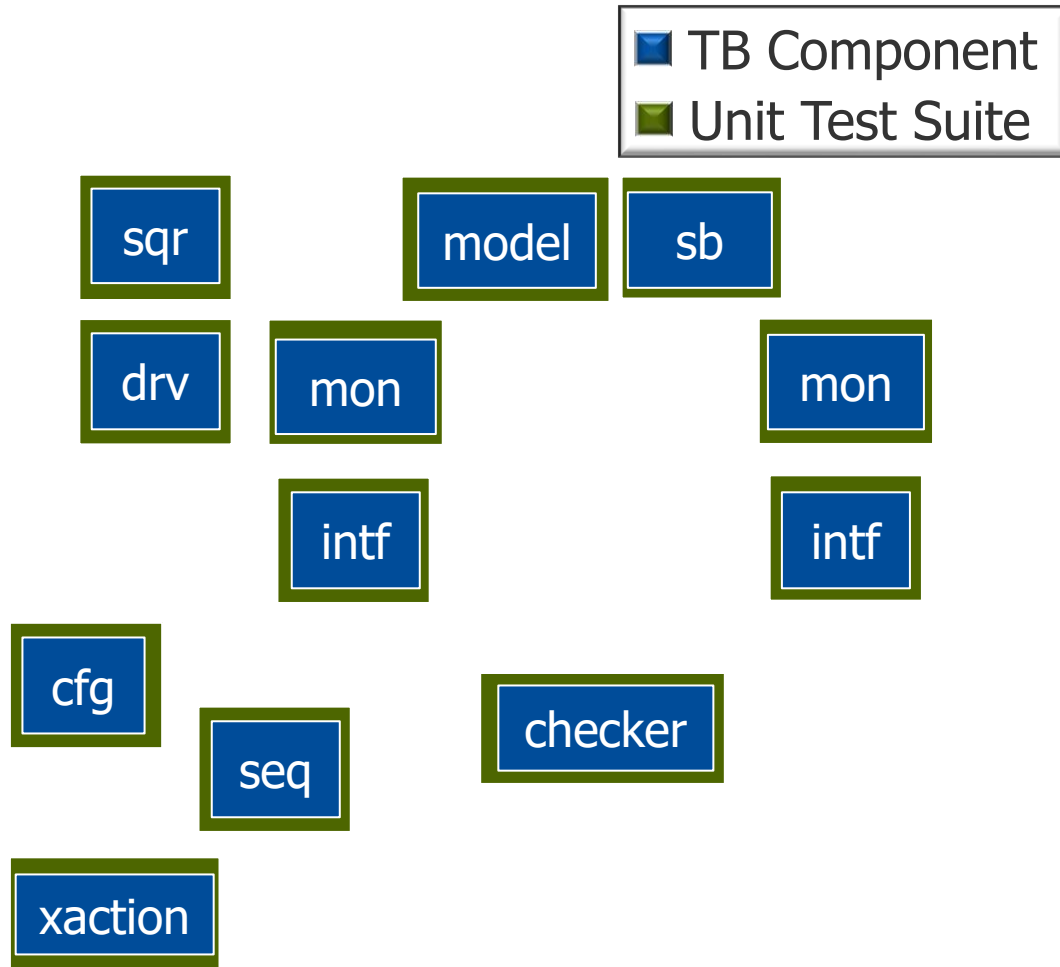 TB Component
Unit Test Suite
sqr
model
sb
drv
mon
mon
intf
intf
cfg
checker
seq
xaction